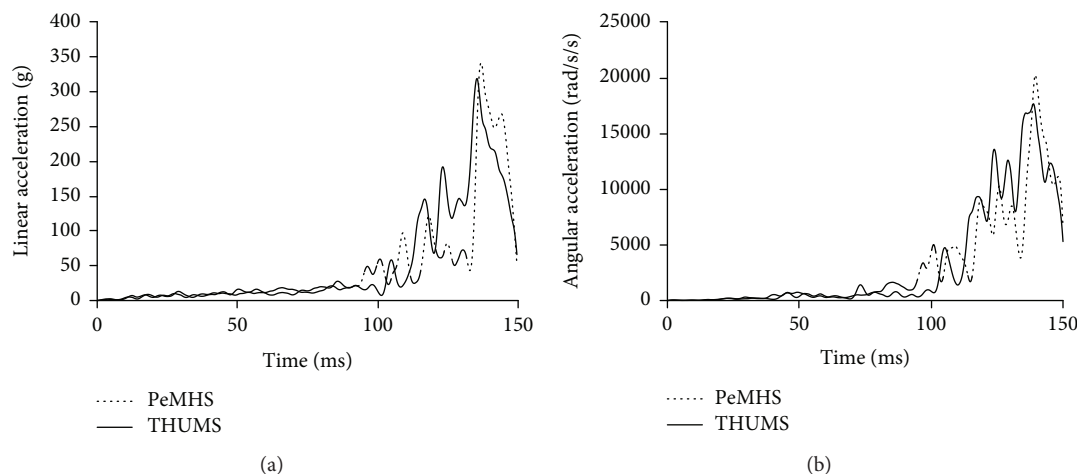 400
350
300
250
200
150
100
50
0
Linear acceleration (g)
0
50
100
150
Time (ms)
PeMHS
THUMS
(a)
25000
20000
15000
10000
5000
0
Angular acceleration (rad/s/s)
0
50
100
150
Time (ms)
PeMHS
THUMS
(b)